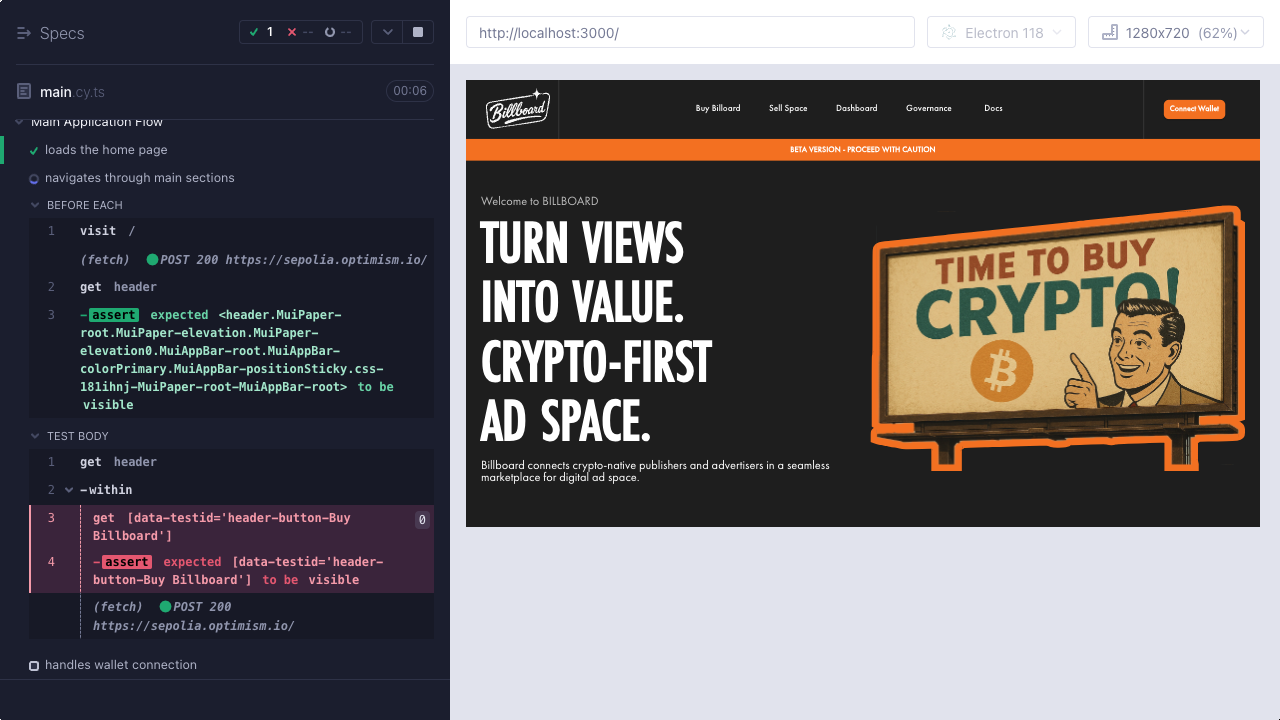 Specs
1
--
--
main.cy.ts
00:06
Main Application Flow
loads the home page
navigates through main sections
BEFORE EACH
1 visit /
(fetch) POST 200 https://sepolia.optimism.io/
2 get header
3 -assert expected <header.MuiPaper-
root.MuiPaper-elevation.MuiPaper-
elevation0.MuiAppBar-root.MuiAppBar-
colorPrimary.MuiAppBar-positionSticky.css-
181ihnj-MuiPaper-root-MuiAppBar-root> to be
visible
TEST BODY
1 get header
2 -within
3 get [data-testid='header-button-Buy 0
Billboard']
4 -assert expected [data-testid='header-
button-Buy Billboard'] to be visible
(fetch) POST 200
https://sepolia.optimism.io/
handles wallet connection
http://localhost:3000/
Electron 118
1280x720 (62%)
Billboard
Buy Billoard
Sell Space
Dashboard
Governance
Docs
Connect Wallet
BETA VERSION - PROCEED WITH CAUTION
Welcome to BILLBOARD
TURN VIEWS
INTO VALUE.
CRYPTO-FIRST
AD SPACE.
Billboard connects crypto-native publishers and advertisers in a seamless
marketplace for digital ad space.
TIME TO BUY
CRYPTO!